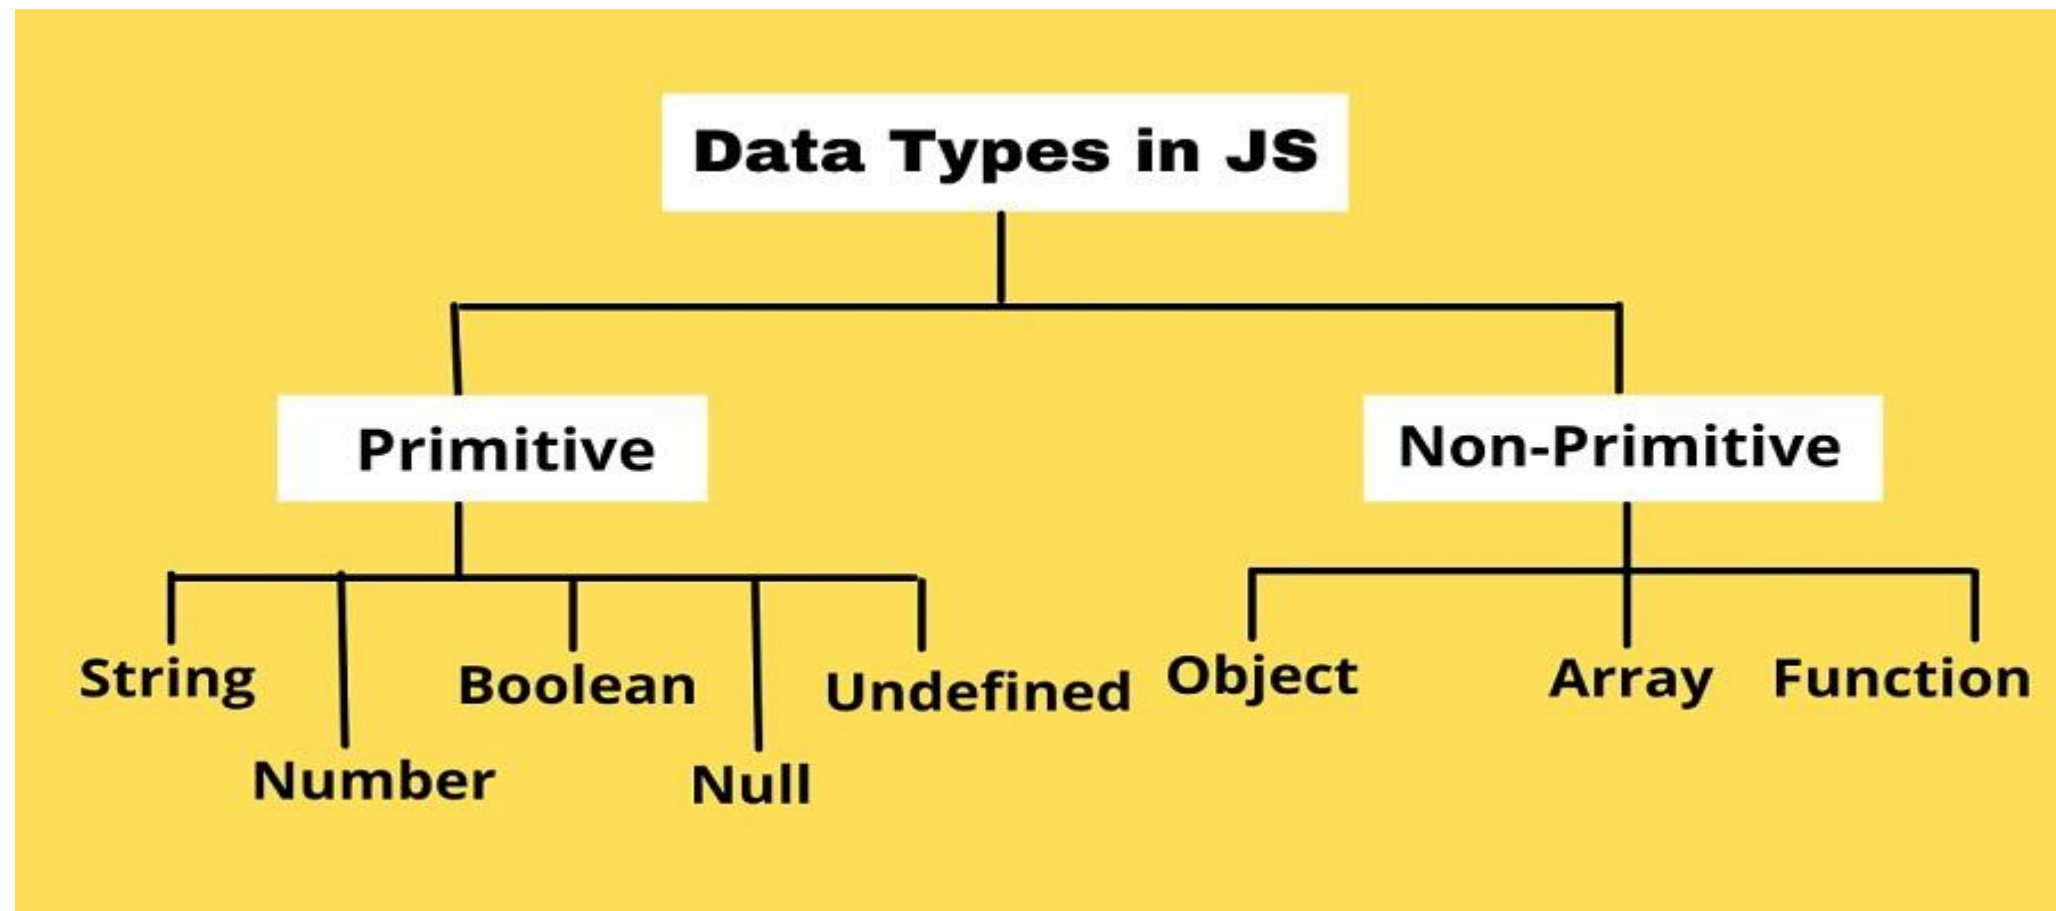 Data Types in JS
Primitive
Non-Primitive
String
Number
Boolean
Null
Undefined
Object
Array
Function